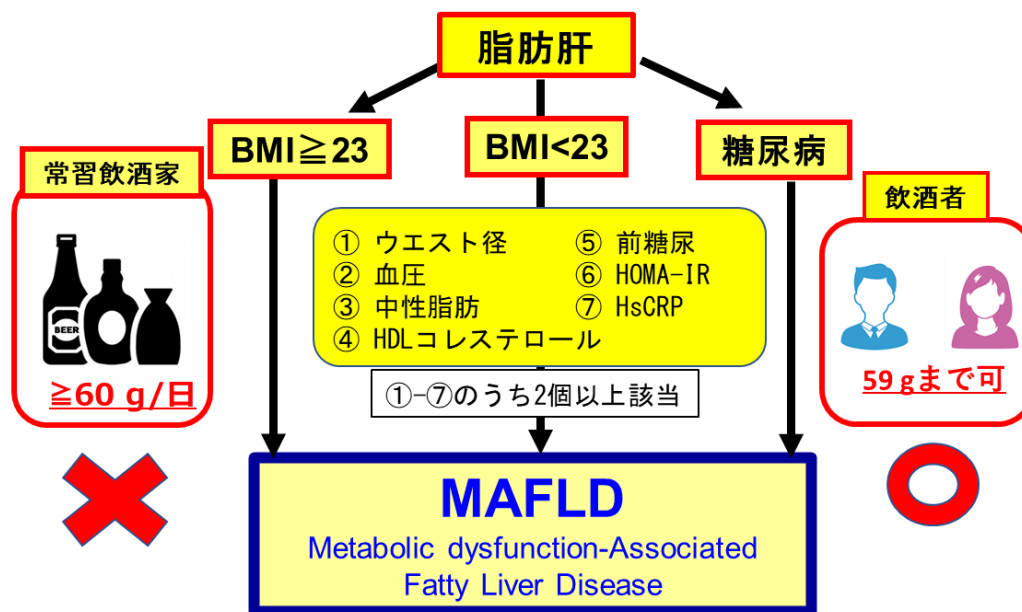 脂肪肝
BMI≧23
BMI<23
糖尿病
常習飲酒家
BEER
≧60 g/日
① ウエスト径
② 血圧
③ 中性脂肪
④ HDLコレステロール
⑤ 前糖尿
⑥ HOMA-IR
⑦ HsCRP
①-⑦のうち2個以上該当
飲酒者
59 gまで可
MAFLD
Metabolic dysfunction-Associated
Fatty Liver Disease